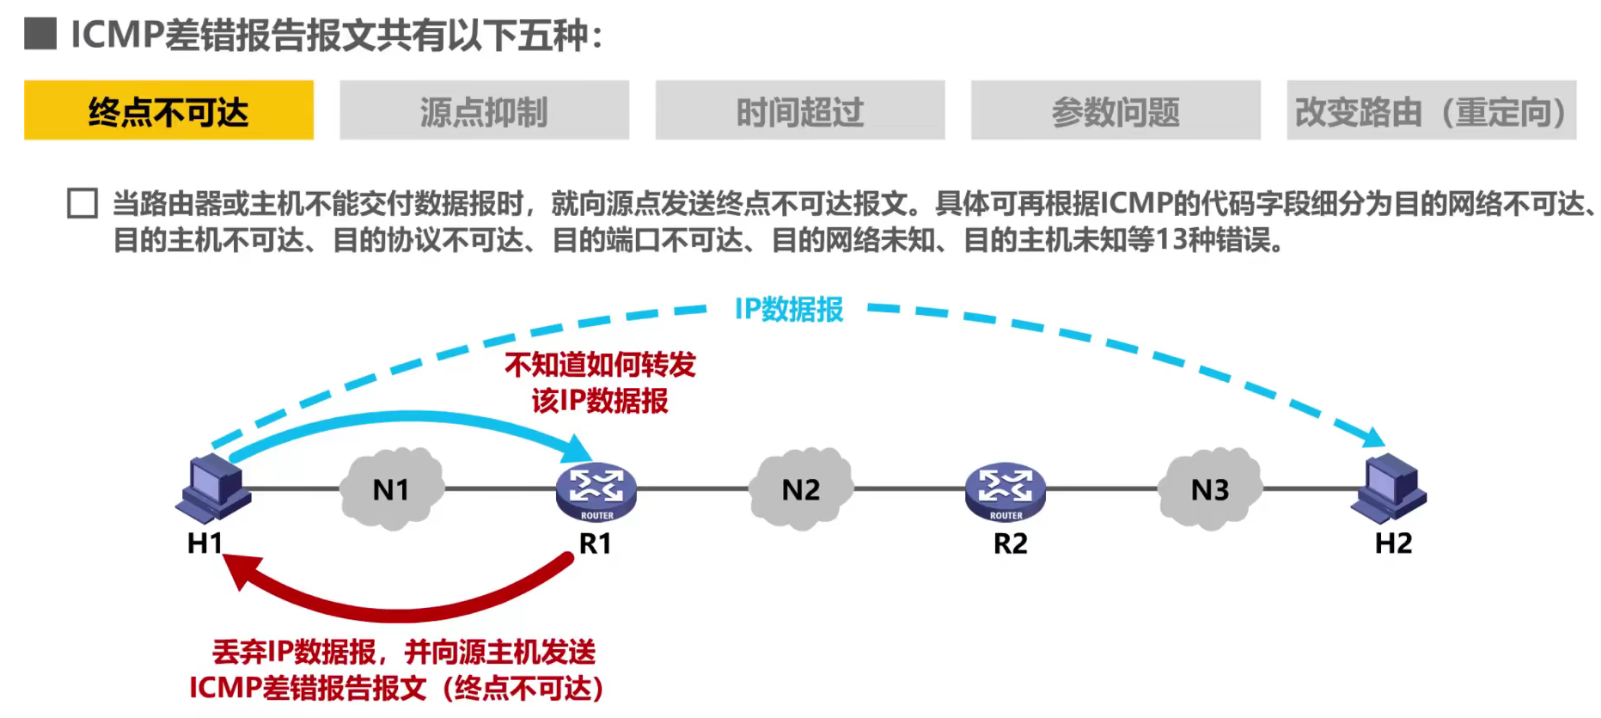 ICMP差错报告报文共有以下五种：
终点不可达
源点抑制
时间超过
参数问题
改变路由（重定向）
当路由器或主机不能交付数据报时，就向源点发送终点不可达报文。具体可再根据ICMP的代码字段细分为目的网络不可达、
目的主机不可达、目的协议不可达、目的端口不可达、目的网络未知、目的主机未知等13种错误。
IP数据报
不知道如何转发
该IP数据报
N1
N2
N3
ROUTER
ROUTER
H1
R1
R2
H2
丢弃IP数据报，并向源主机发送
ICMP差错报告报文（终点不可达）